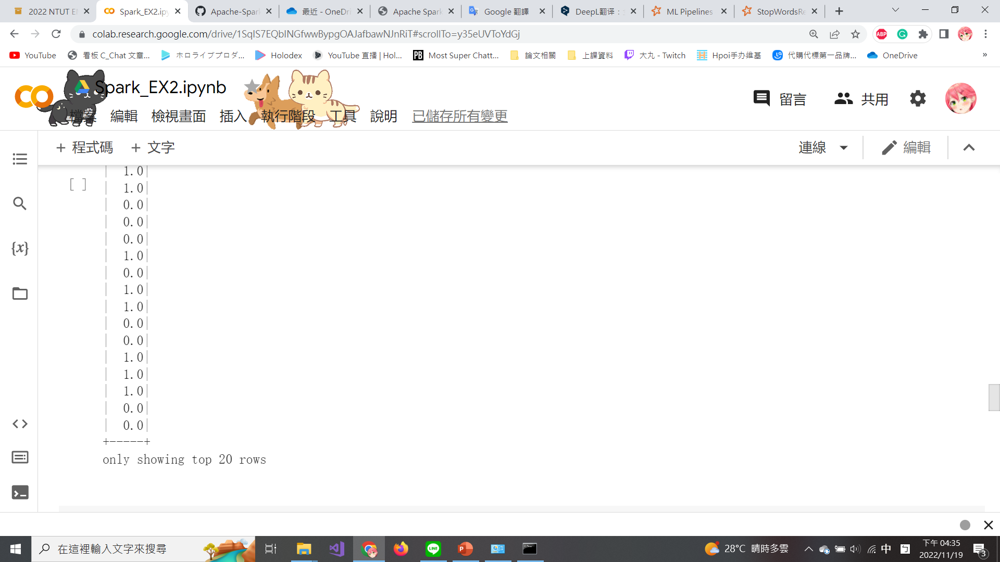 2022 NTUT E
Spark_EX2.ipy
Apache-Spar
最近 - OneDri
Apache Spark
Google 翻譯
DeepL翻译：
ML Pipelines
StopWordsRe
colab.research.google.com/drive/1SqlS7EQbINGfwwBypgOAJafbawNJnRiT#scrollTo=y35eUVToYdGj
ABP
YouTube
看板 C_Chat 文章...
ホロライブプロダ...
Holodex
YouTube 直播 | Hol...
PB
Most Super Chatt...
論文相關
上課資料
大丸 - Twitch
Hpoi手办维基
代購代標第一品牌...
OneDrive
»
Spark_EX2.ipynb
檔案
編輯
檢視畫面
插入
執行階段
工具
說明
已儲存所有變更
留言
共用
+ 程式碼
+ 文字
連線
編輯
{x}
[ ]
| 1.0|
| 1.0|
| 0.0|
| 0.0|
| 0.0|
| 1.0|
| 0.0|
| 1.0|
| 1.0|
| 0.0|
| 0.0|
| 1.0|
| 1.0|
| 1.0|
| 0.0|
| 0.0|
+------+
only showing top 20 rows
在這裡輸入文字來搜尋
LINE
28°C 晴時多雲
中
下午 04:35
2022/11/19
3